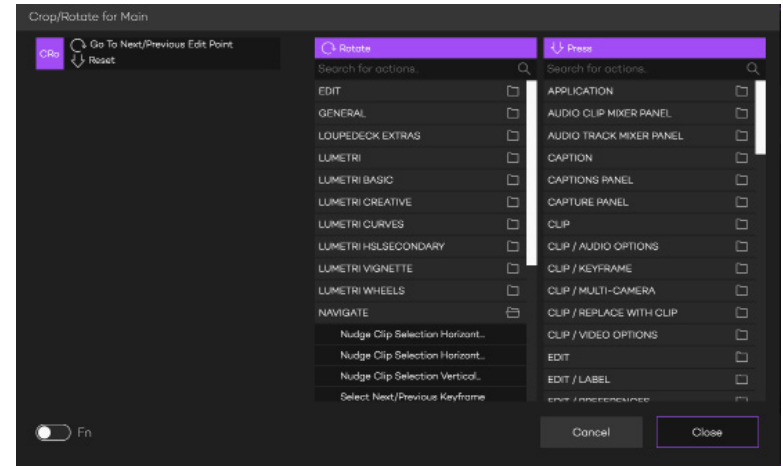 Crop/Rotate for Main
CRo
Go To Next/Previous Edit Point
Reset
Rotate
Search for actions..
EDIT
GENERAL
LOUPEDECK EXTRAS
LUMETRI
LUMETRI BASIC
LUMETRI CREATIVE
LUMETRI CURVES
LUMETRI HSLSECONDARY
LUMETRI VIGNETTE
LUMETRI WHEELS
NAVIGATE
Nudge Clip Selection Horizont...
Nudge Clip Selection Horizont...
Nudge Clip Selection Vertical...
Select Next/Previous Keyframe
Press
Search for actions..
APPLICATION
AUDIO CLIP MIXER PANEL
AUDIO TRACK MIXER PANEL
CAPTION
CAPTIONS PANEL
CAPTURE PANEL
CLIP
CLIP / AUDIO OPTIONS
CLIP / KEYFRAME
CLIP / MULTI-CAMERA
CLIP / REPLACE WITH CLIP
CLIP / VIDEO OPTIONS
EDIT
EDIT / LABEL
EDIT / PREFERENCES
Fn
Cancel
Close